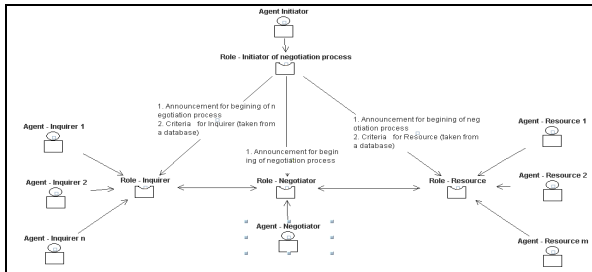 Agent Initiator
Role - Initiator of negotiation process
1. Announcement for begining of n
egotiation process
2. Criteria for Inquirer (taken from
a database)
1. Announcement for begin
ing of negotiation process
1. Announcement for begining of neg
otiation process
2. Criteria for Resource (taken from
a database)
Agent - Inquirer 1
Agent - Inquirer 2
Agent - Inquirer n
Role - Inquirer
Role - Negotiator
Role - Resource
Agent - Negotiator
Agent - Resource 1
Agent - Resource 2
Agent - Resource m